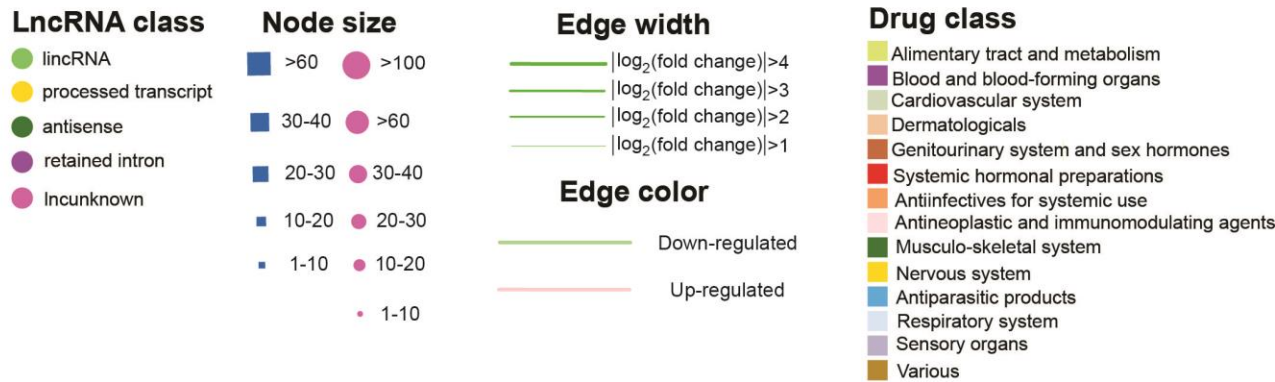 LncRNA class
lincRNA
processed transcript
antisense
retained intron
lncunknown
Node size
>60 >100
30-40 >60
20-30 30-40
10-20 20-30
1-10 10-20
1-10
Edge width
|log2(fold change)|>4
|log2(fold change)|>3
|log2(fold change)|>2
|log2(fold change)|>1
Edge color
Down-regulated
Up-regulated
Drug class
Alimentary tract and metabolism
Blood and blood-forming organs
Cardiovascular system
Dermatologicals
Genitourinary system and sex hormones
Systemic hormonal preparations
Antiinfectives for systemic use
Antineoplastic and immunomodulating agents
Musculo-skeletal system
Nervous system
Antiparasitic products
Respiratory system
Sensory organs
Various